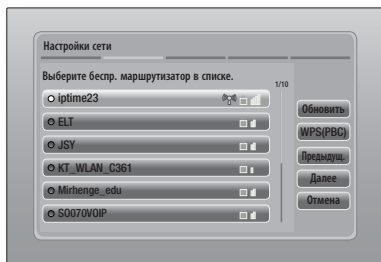 Настройки сети
Выберите беспр. маршрутизатор в списке.
1/10
iptime23
ELT
JSY
KT_WLAN_C361
Mirhenge_edu
SO070VOIP
Обновить
WPS(PBC)
Предыдущ.
Далее
Отмена